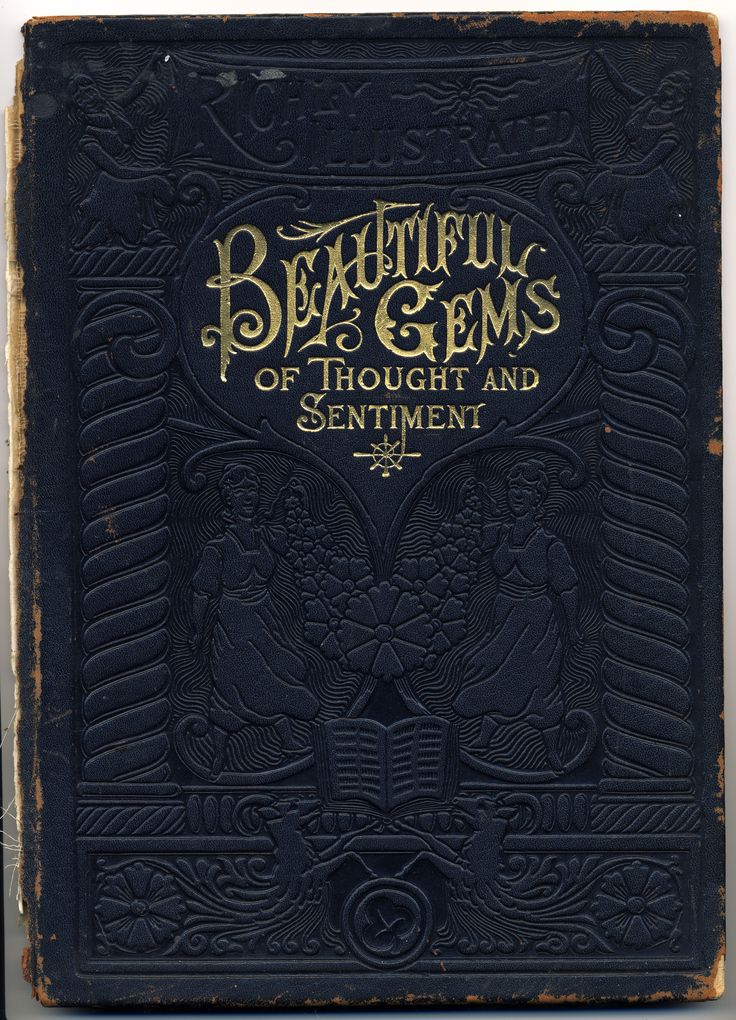 RICHLY
ILLUSTRATED
BEAUTIFUL
GEMS
OF THOUGHT AND
SENTIMENT